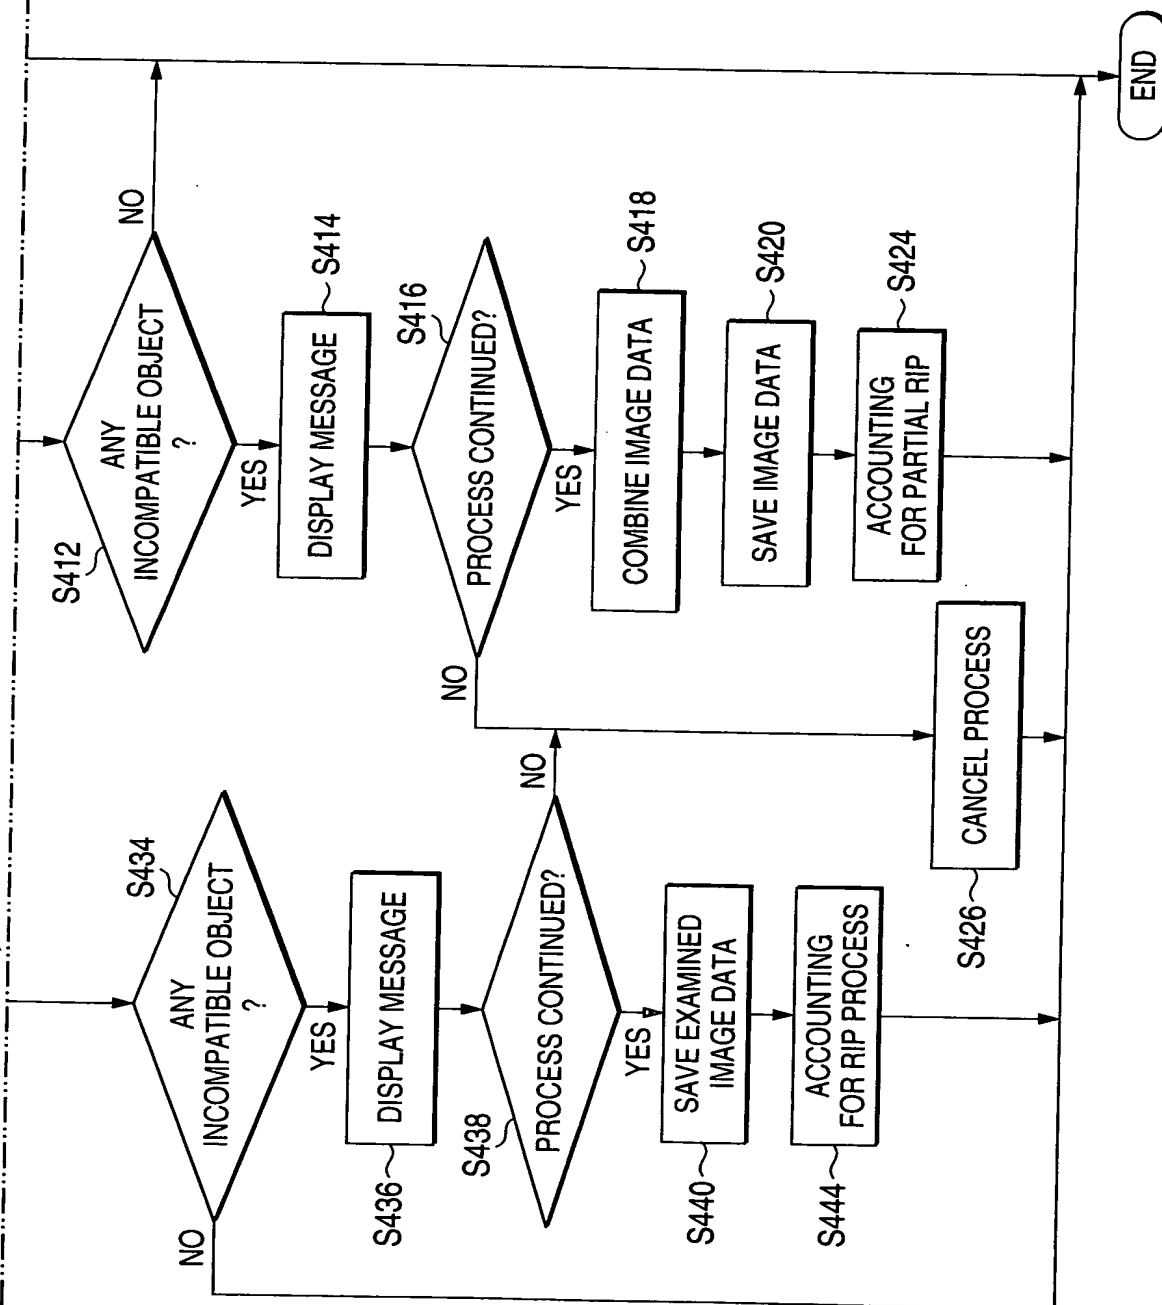 S412
ANY
INCOMPATIBLE OBJECT
?
NO
YES
DISPLAY MESSAGE
S414
PROCESS CONTINUED?
S416
NO
YES
COMBINE IMAGE DATA
S418
SAVE IMAGE DATA
S420
ACCOUNTING
FOR PARTIAL RIP
S424
S434
ANY
INCOMPATIBLE OBJECT
?
NO
YES
DISPLAY MESSAGE
S436
PROCESS CONTINUED?
S438
NO
YES
SAVE EXAMINED
IMAGE DATA
S440
ACCOUNTING
FOR RIP PROCESS
S444
CANCEL PROCESS
S426
END